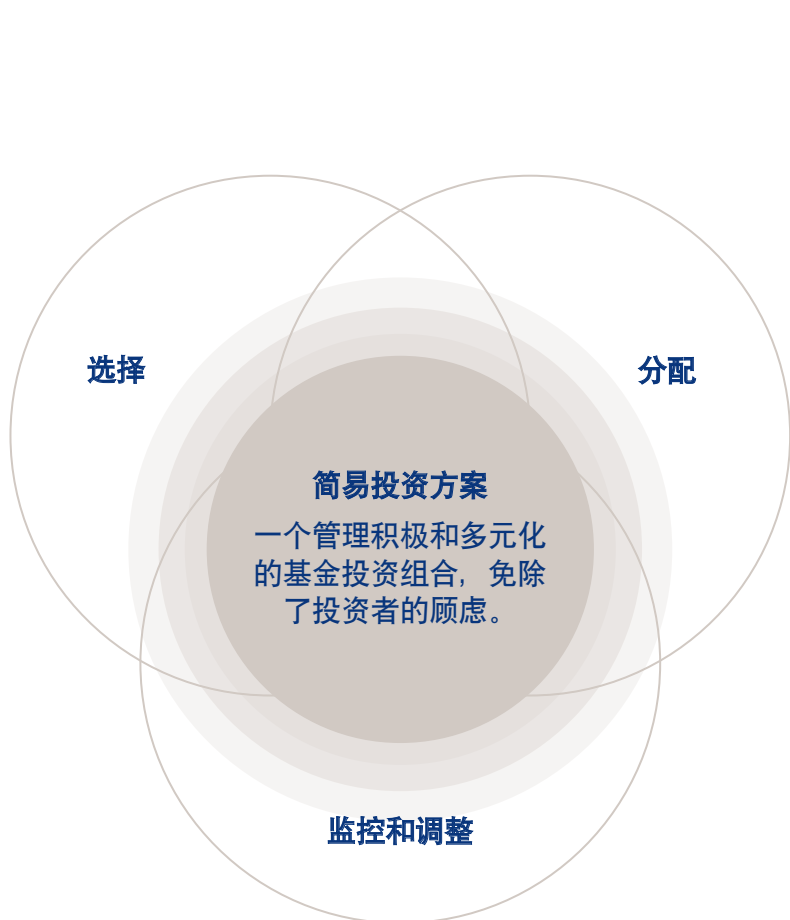 选择
分配
简易投资方案
一个管理积极和多元化
的基金投资组合，免除
了投资者的顾虑。
监控和调整